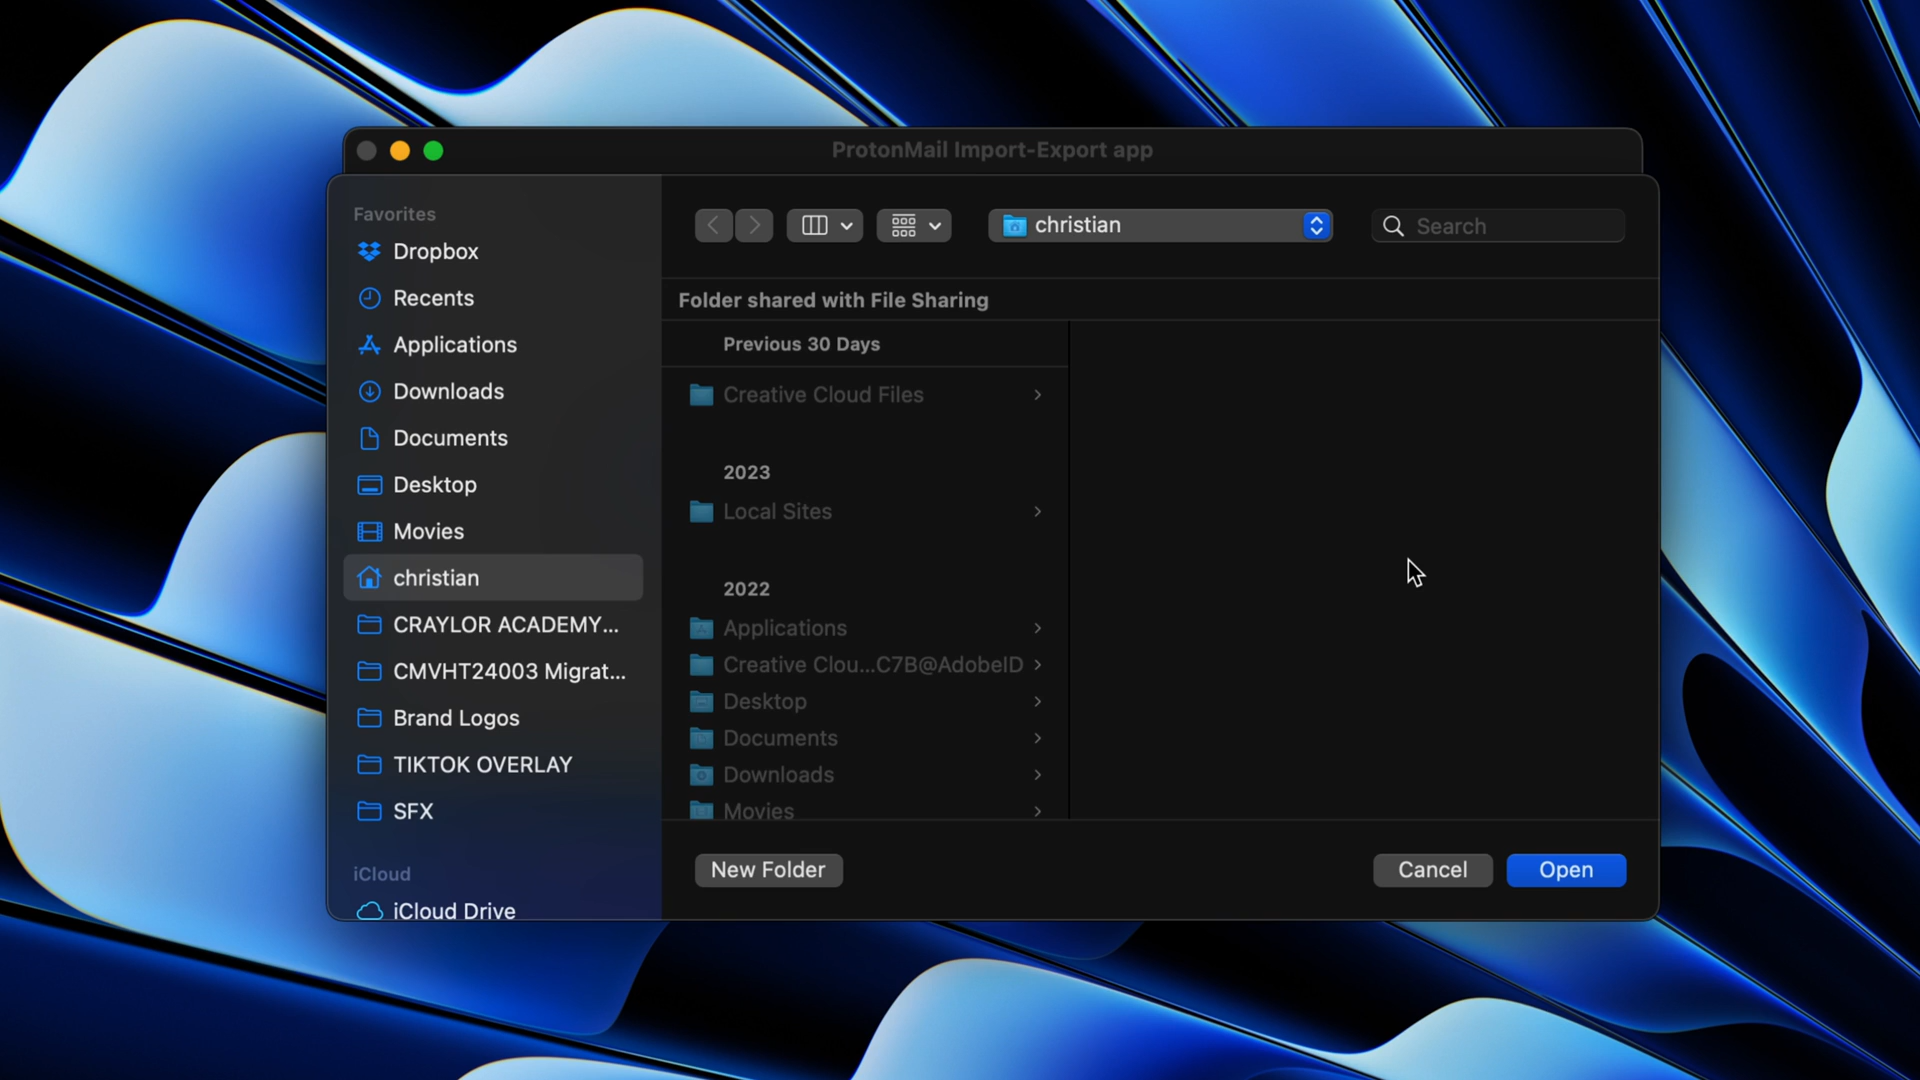 ProtonMail Import-Export app
Favorites
Dropbox
Recents
Applications
Downloads
Documents
Desktop
Movies
christian
CRAYLOR ACADEMY...
CMVHT24003 Migrat...
Brand Logos
TIKTOK OVERLAY
SFX
iCloud
iCloud Drive
christian
Search
Folder shared with File Sharing
Previous 30 Days
Creative Cloud Files
2023
Local Sites
2022
Applications
Creative Clou...C7B@AdobeID
Desktop
Documents
Downloads
Movies
New Folder
Cancel
Open